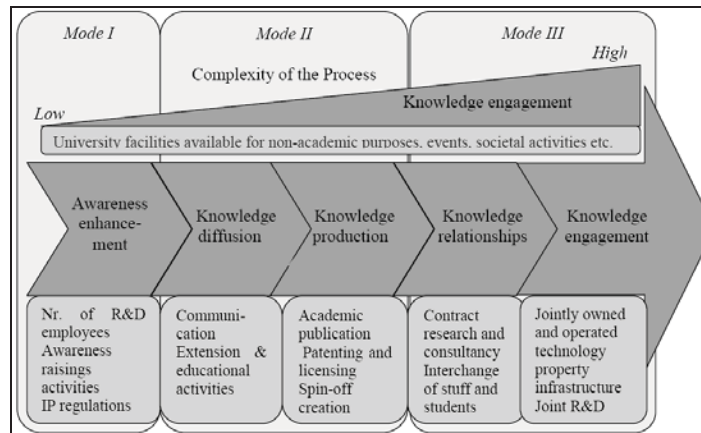 Mode I
Mode II
Mode III
Complexity of the Process
High
Low
Knowledge engagement
University facilities available for non-academic purposes, events, societal activities etc.
Awareness
enhance-
ment
Knowledge
diffusion
Knowledge
production
Knowledge
relationships
Knowledge
engagement
Nr. of R&D
employees
Awareness
raisings
activities
IP regulations
Communi-
cation
Extension &
educational
activities
Academic
publication
Patenting and
licensing
Spin-off
creation
Contract
research and
consultancy
Interchange
of stuff and
students
Jointly owned
and operated
technology
property
infrastructure
Joint R&D